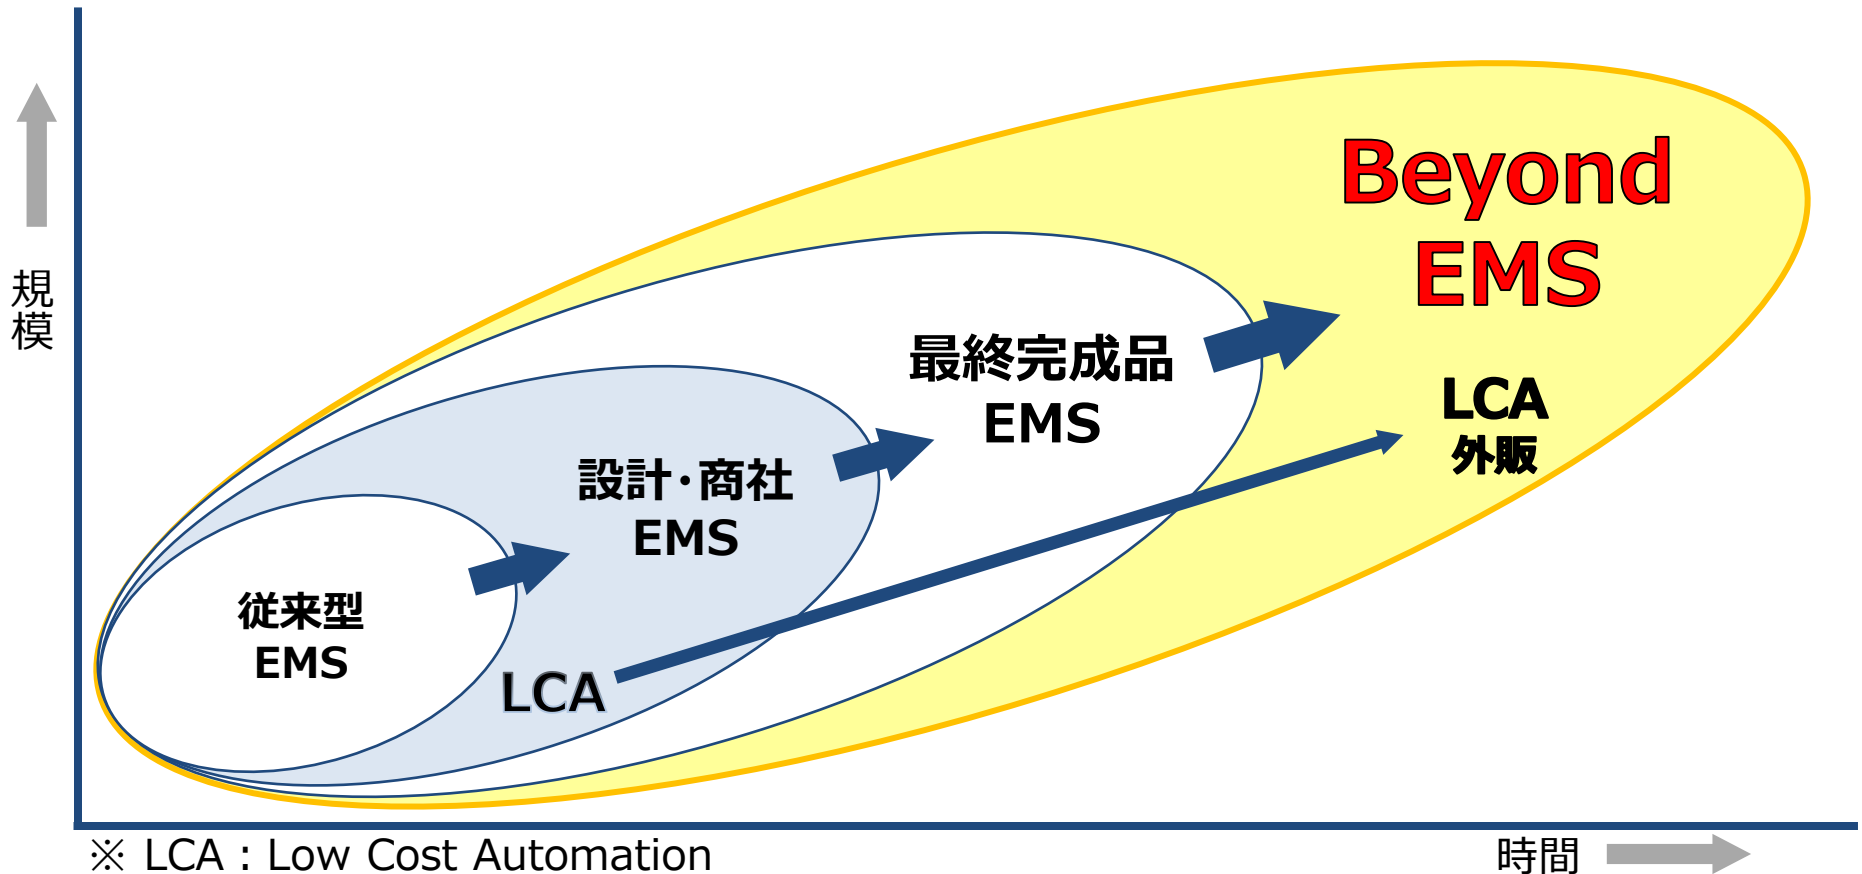 規模
Beyond
EMS
LCA
外販
最終完成品
EMS
設計･商社
EMS
従来型
EMS
LCA
※ LCA : Low Cost Automation
時間